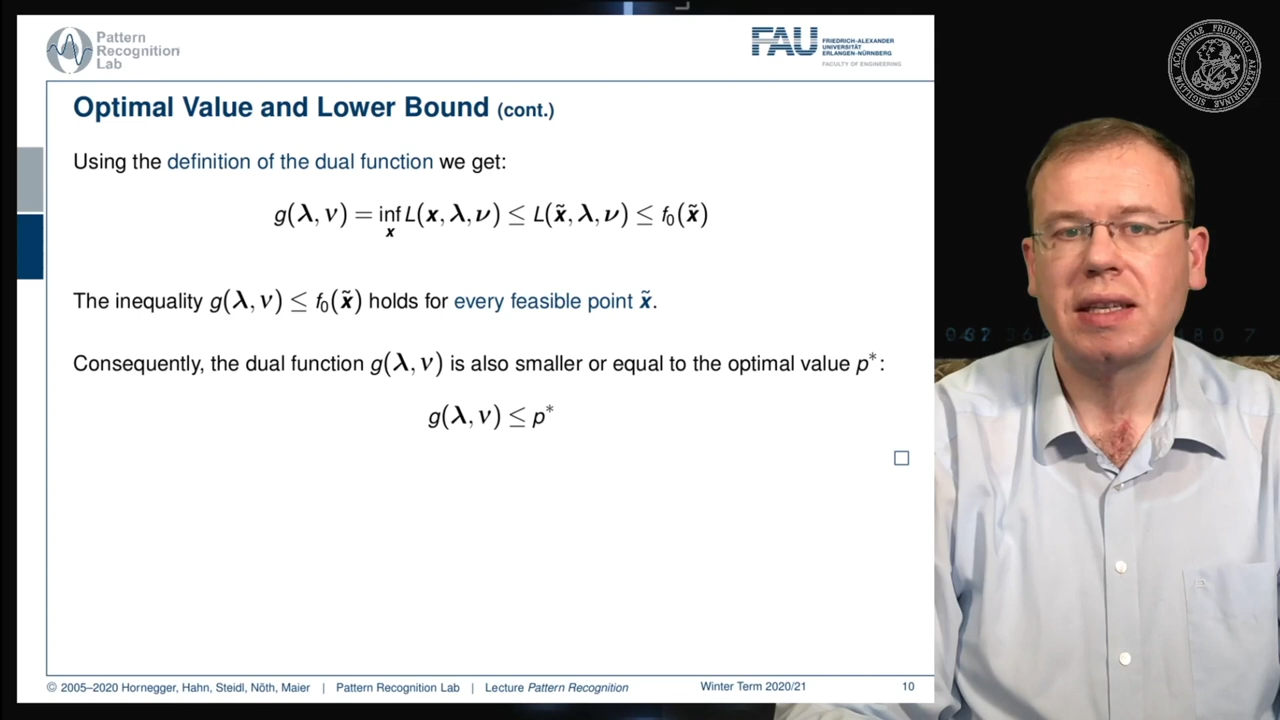 Pattern
Recognition
Lab
FAU
FRIEDRICH-ALEXANDER
UNIVERSITÄT
ERLANGEN-NÜRNBERG
FACULTY OF ENGINEERING
Optimal Value and Lower Bound (cont.)
Using the definition of the dual function we get:
g(λ, ν) = inf L(x, λ, ν) ≤ L(x̃, λ, ν) ≤ f₀(x̃)
x
The inequality g(λ, ν) ≤ f₀(x̃) holds for every feasible point x̃.
Consequently, the dual function g(λ, ν) is also smaller or equal to the optimal value p*:
g(λ, ν) ≤ p*
□
© 2005–2020 Hornegger, Hahn, Steidl, Nöth, Maier | Pattern Recognition Lab | Lecture Pattern Recognition
Winter Term 2020/21
10